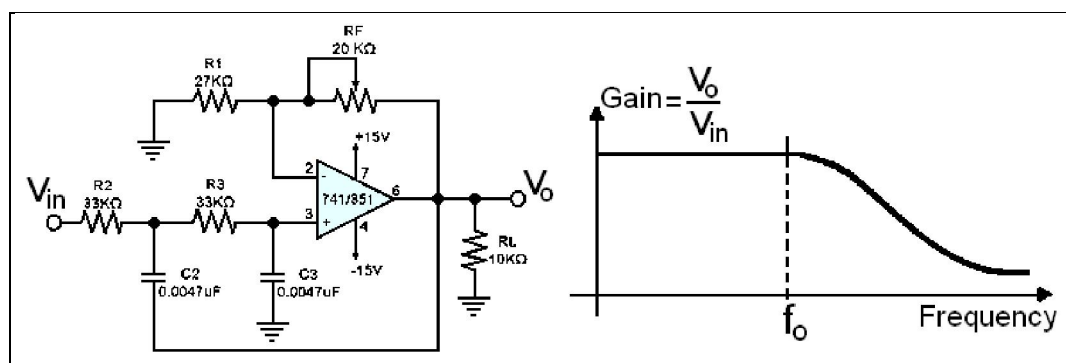 RF
20 KΩ
R1
27KΩ
+15V
2
-
7
741/351
6
3
+
4
-15V
Vin
R2
33KΩ
R3
33KΩ
C2
0.0047uF
C3
0.0047uF
Vo
RL
10KΩ
Gain=Vo
Vin
fo
Frequency